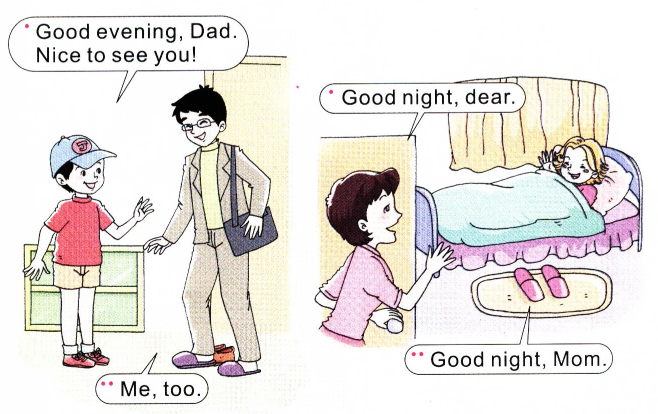 Good evening, Dad.
Nice to see you!
Me, too.
Good night, dear.
Good night, Mom.